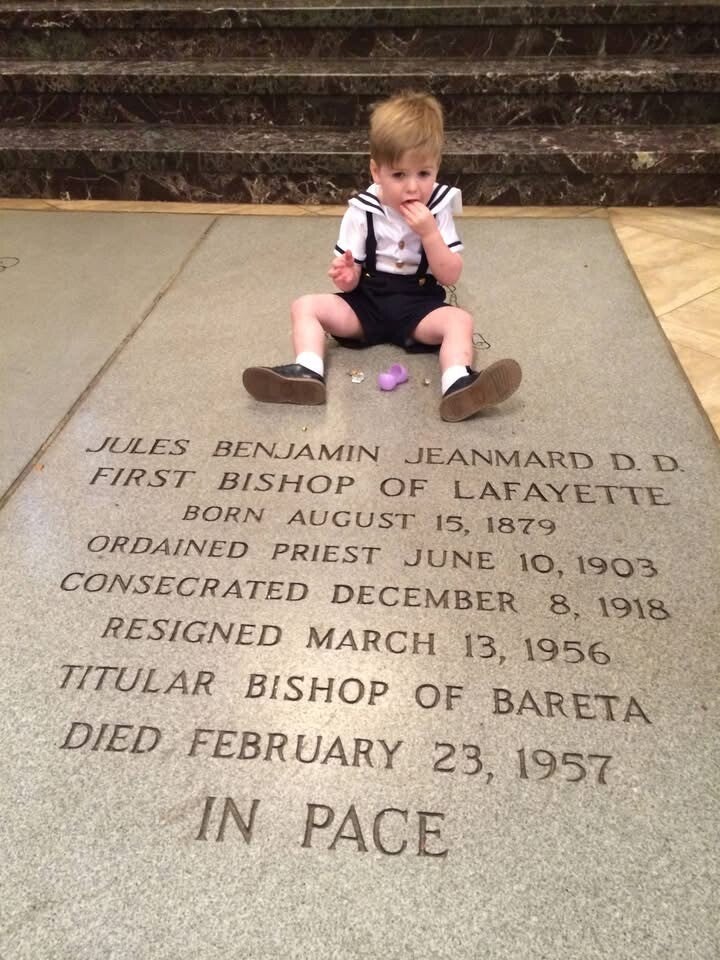 JULES BENJAMIN JEANMARD D. D.
FIRST BISHOP OF LAFAYETTE
BORN AUGUST 15, 1879
ORDAINED PRIEST JUNE 10, 1903
CONSECRATED DECEMBER 8, 1918
RESIGNED MARCH 13, 1956
TITULAR BISHOP OF BARETA
DIED FEBRUARY 23, 1957
IN PACE